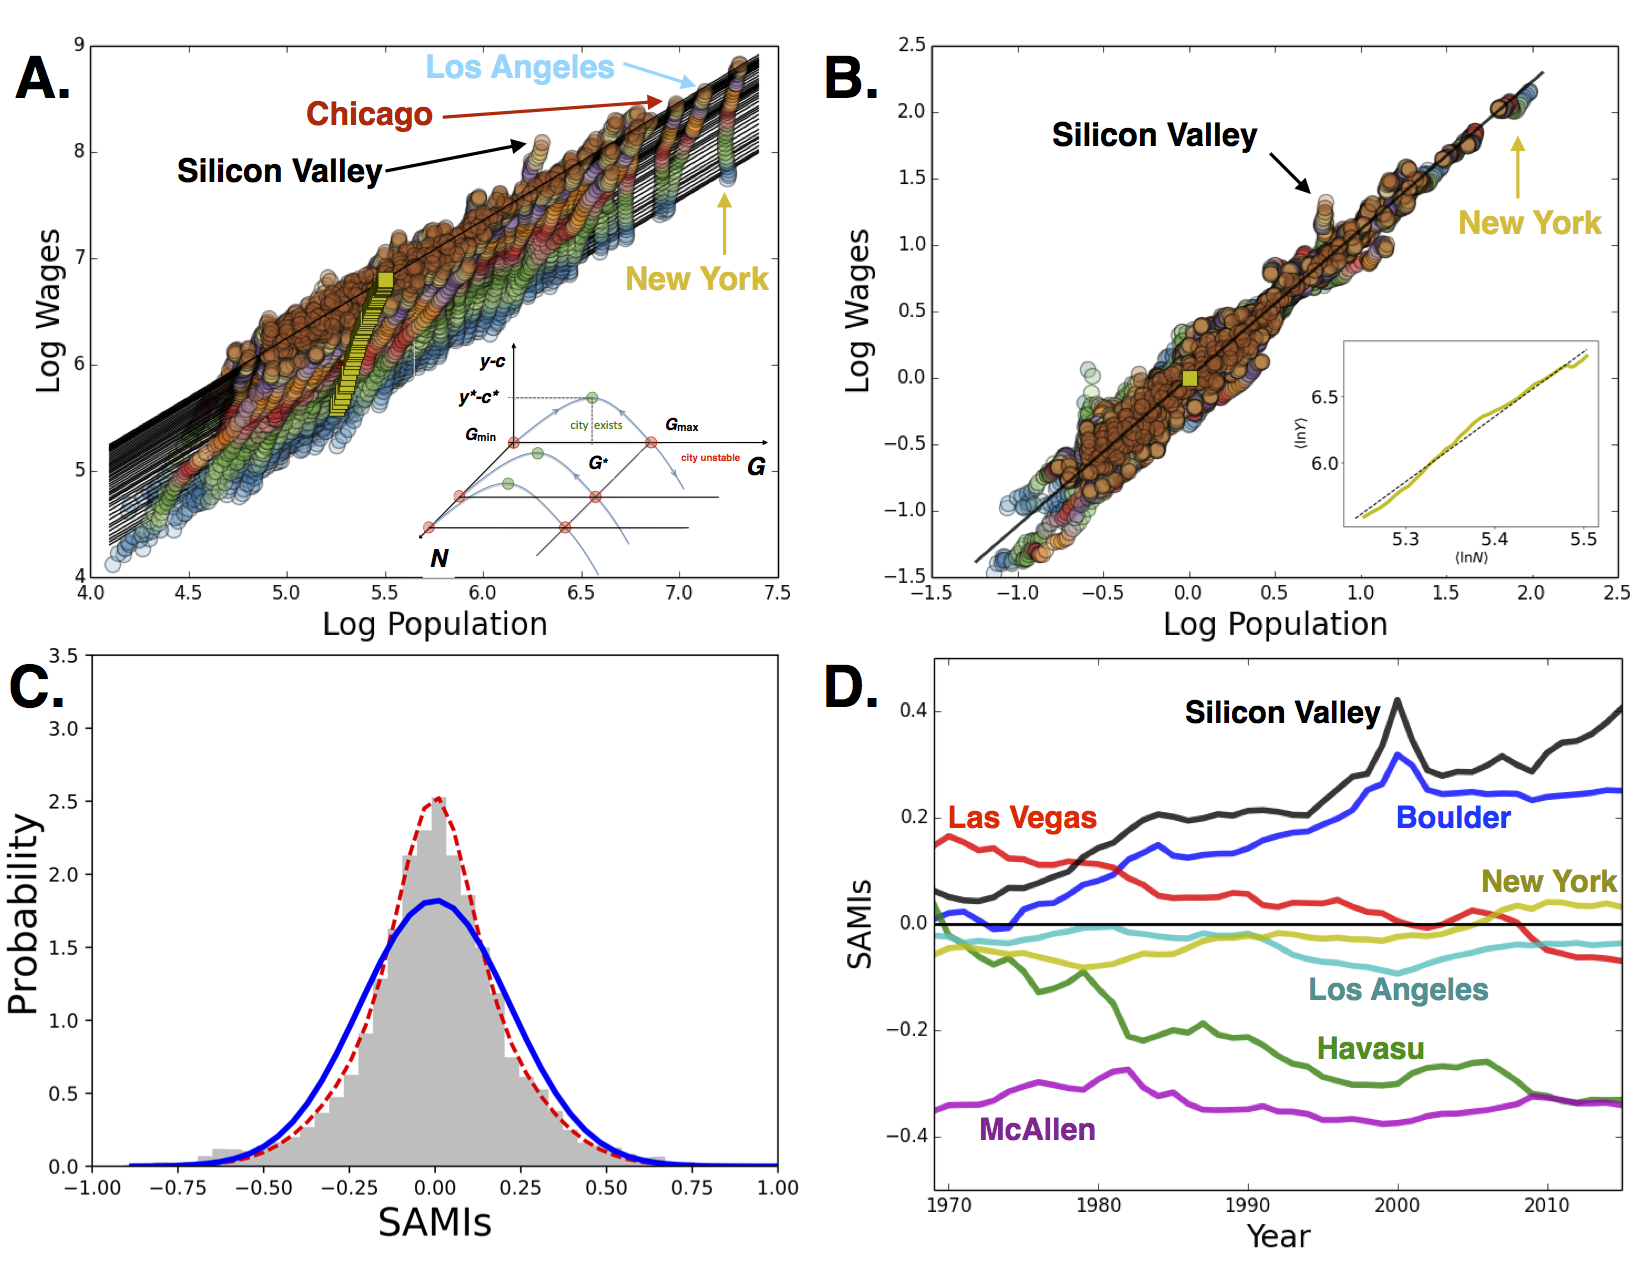 A.
9
8
7
6
5
4
Log Wages
Los Angeles
Chicago
Silicon Valley
New York
y-c
y*-c*
Gmin
city exists
Gmax
G*
city unstable
G
N
4.0 4.5 5.0 5.5 6.0 6.5 7.0 7.5
Log Population
B.
2.5
2.0
1.5
1.0
0.5
0.0
−0.5
−1.0
−1.5
Log Wages
Silicon Valley
New York
⟨lnY⟩
6.5
6.0
5.3 5.4 5.5
⟨lnN⟩
−1.5 −1.0 −0.5 0.0 0.5 1.0 1.5 2.0 2.5
Log Population
C.
3.5
3.0
2.5
2.0
1.5
1.0
0.5
0.0
Probability
−1.00 −0.75 −0.50 −0.25 0.00 0.25 0.50 0.75 1.00
SAMIs
D.
0.4
0.2
0.0
−0.2
−0.4
SAMIs
Silicon Valley
Las Vegas
Boulder
New York
Los Angeles
Havasu
McAllen
1970 1980 1990 2000 2010
Year